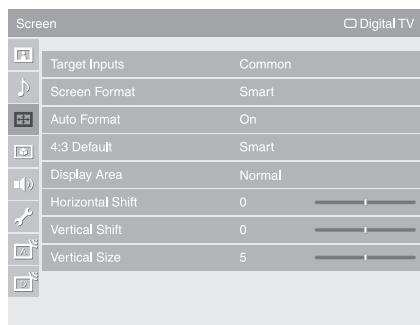 Screen Digital TV
Target Inputs Common
Screen Format Smart
Auto Format On
4:3 Default Smart
Display Area Normal
Horizontal Shift 0
Vertical Shift 0
Vertical Size 5